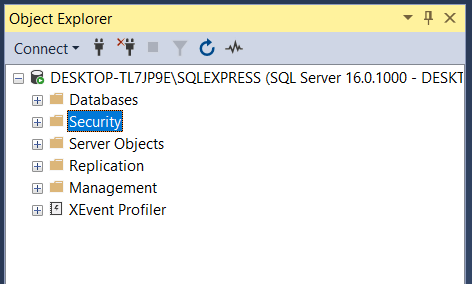 Object Explorer
Connect
DESKTOP-TL7JP9E\SQLEXPRESS (SQL Server 16.0.1000 - DESKT
Databases
Security
Server Objects
Replication
Management
XEvent Profiler